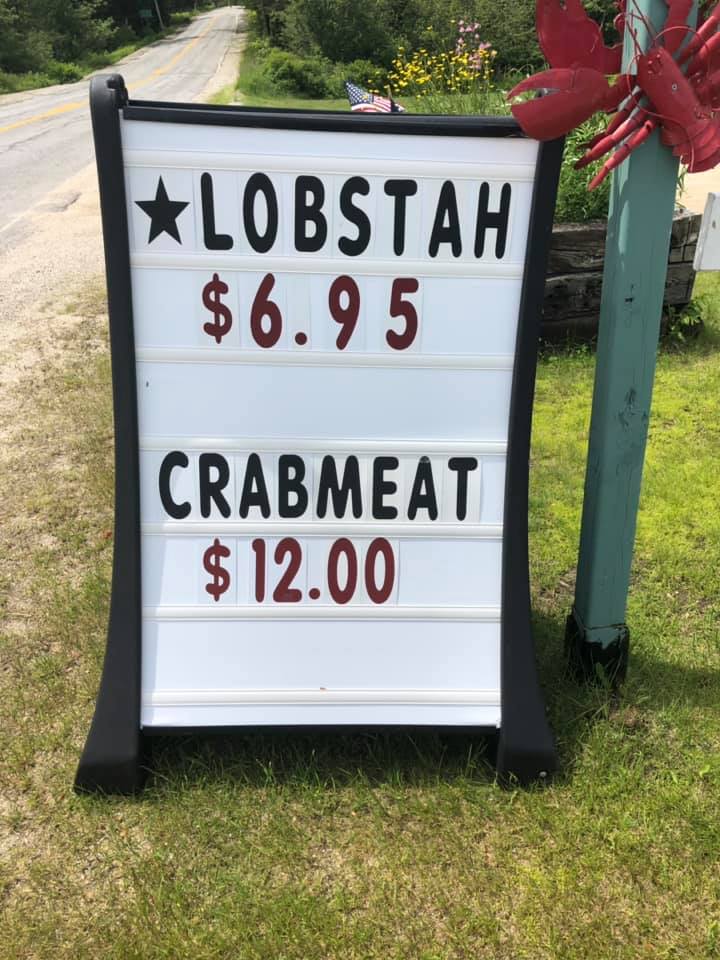 ★LOBSTAH
$6.95
CRABMEAT
$12.00